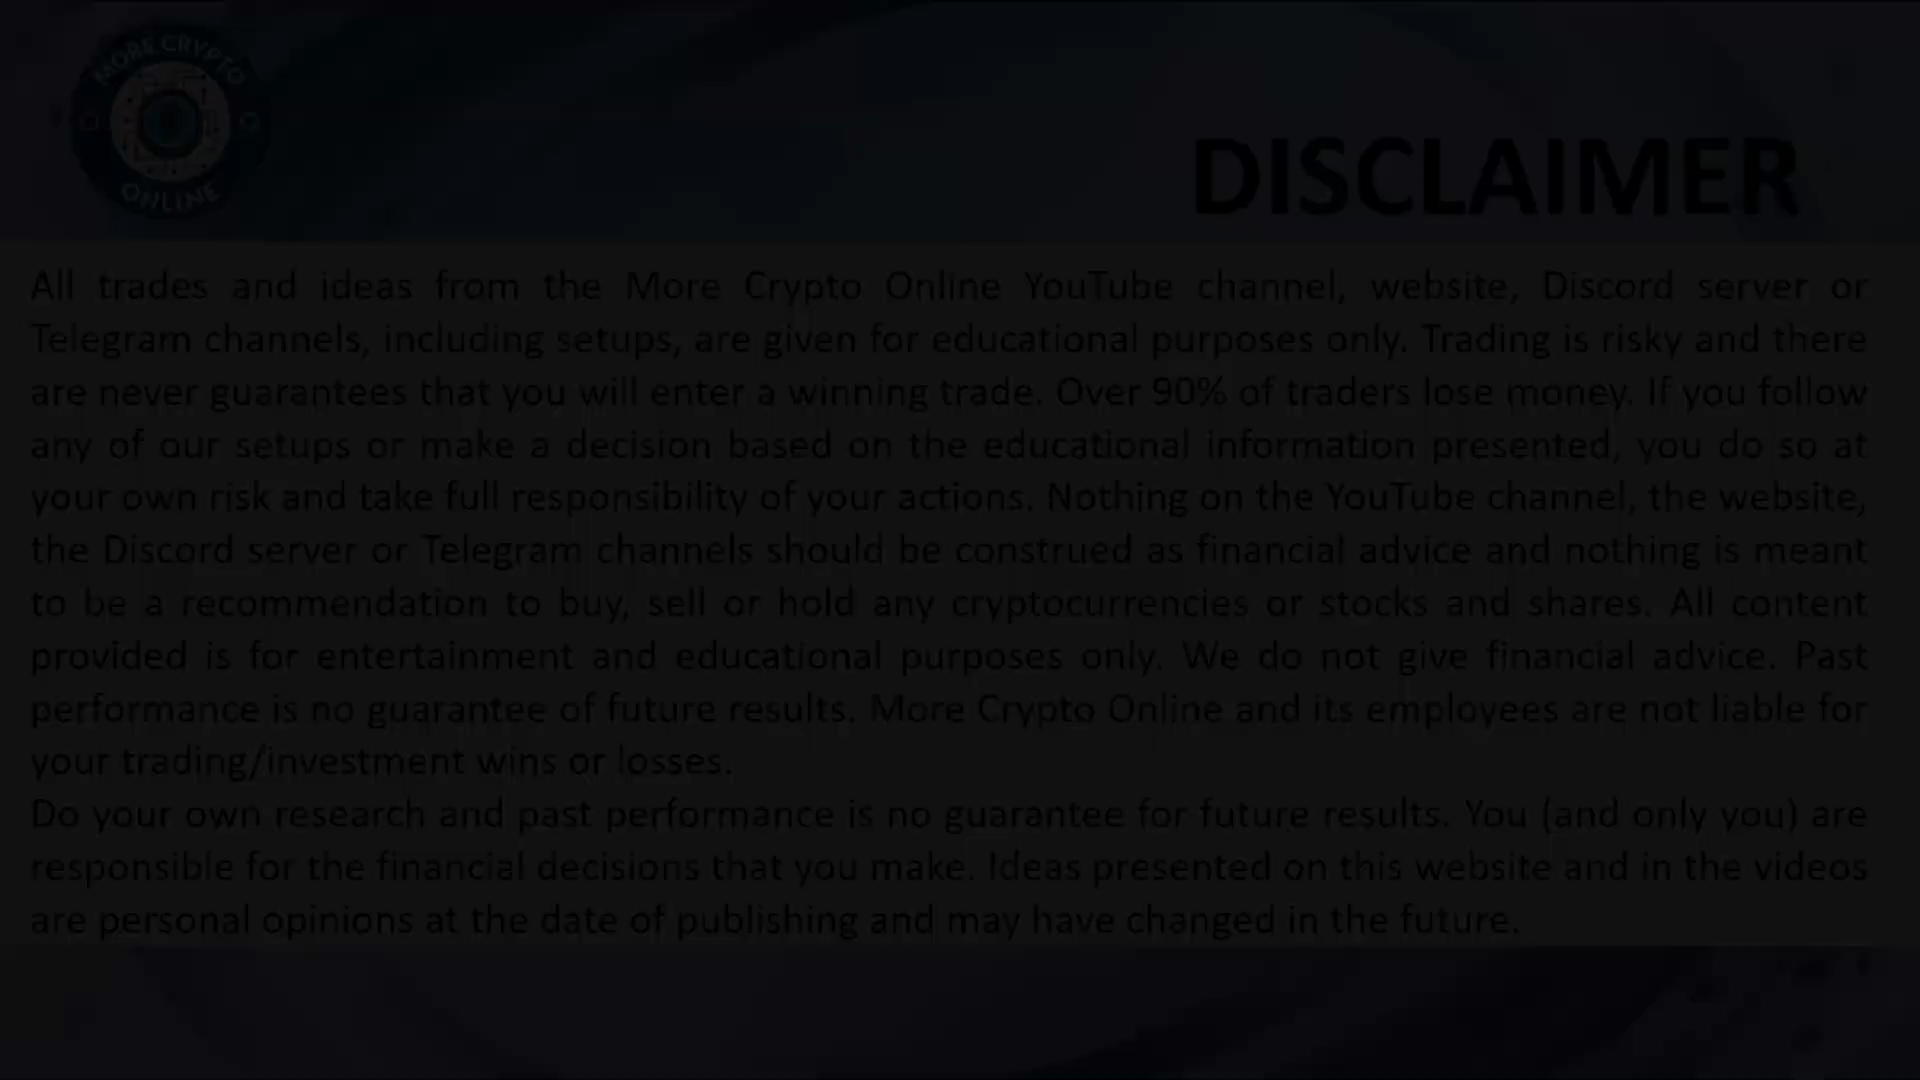 MORE CRYPTO
ONLINE
DISCLAIMER
All trades and ideas from the More Crypto Online YouTube channel, website, Discord server or
Telegram channels, including setups, are given for educational purposes only. Trading is risky and there
are never guarantees that you will enter a winning trade. Over 90% of traders lose money. If you follow
any of our setups or make a decision based on the educational information presented, you do so at
your own risk and take full responsibility of your actions. Nothing on the YouTube channel, the website,
the Discord server or Telegram channels should be construed as financial advice and nothing is meant
to be a recommendation to buy, sell or hold any cryptocurrencies or stocks and shares. All content
provided is for entertainment and educational purposes only. We do not give financial advice. Past
performance is no guarantee of future results. More Crypto Online and its employees are not liable for
your trading/investment wins or losses.
Do your own research and past performance is no guarantee for future results. You (and only you) are
responsible for the financial decisions that you make. Ideas presented on this website and in the videos
are personal opinions at the date of publishing and may have changed in the future.